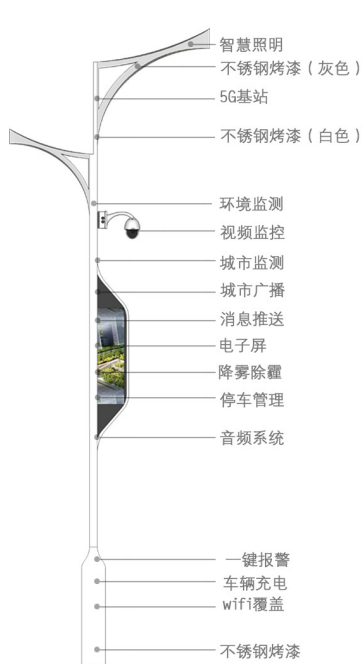 智慧照明
不锈钢烤漆（灰色）
5G基站
不锈钢烤漆（白色）
环境监测
视频监控
城市监测
城市广播
消息推送
电子屏
降雾除霾
停车管理
音频系统
一键报警
车辆充电
wifi覆盖
不锈钢烤漆